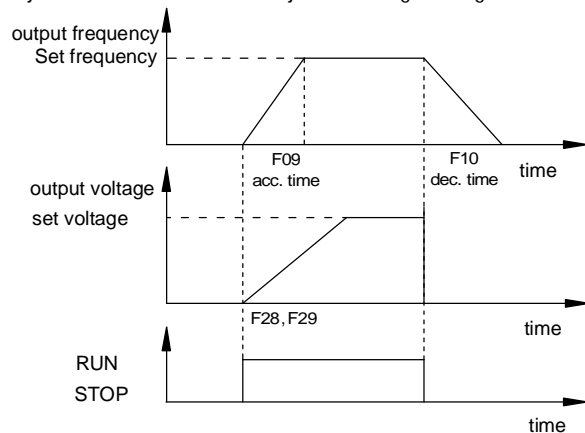 output frequency
Set frequency
F09
acc. time
F10
dec. time
time
output voltage
set voltage
F28, F29
time
RUN
STOP
time